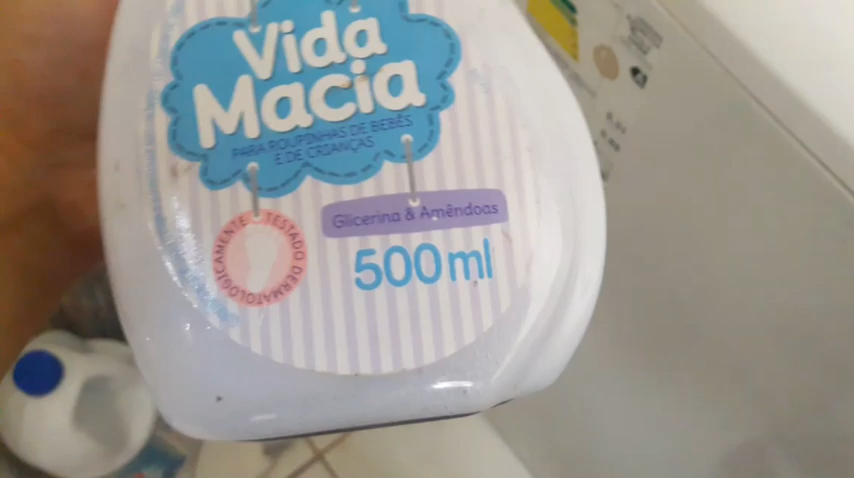 Vida
Macia
PARA ROUPINHAS DE BEBÊS
E DE CRIANÇAS
Glicerina & Amêndoas
TESTADO DERMATOLOGICAMENTE
500ml